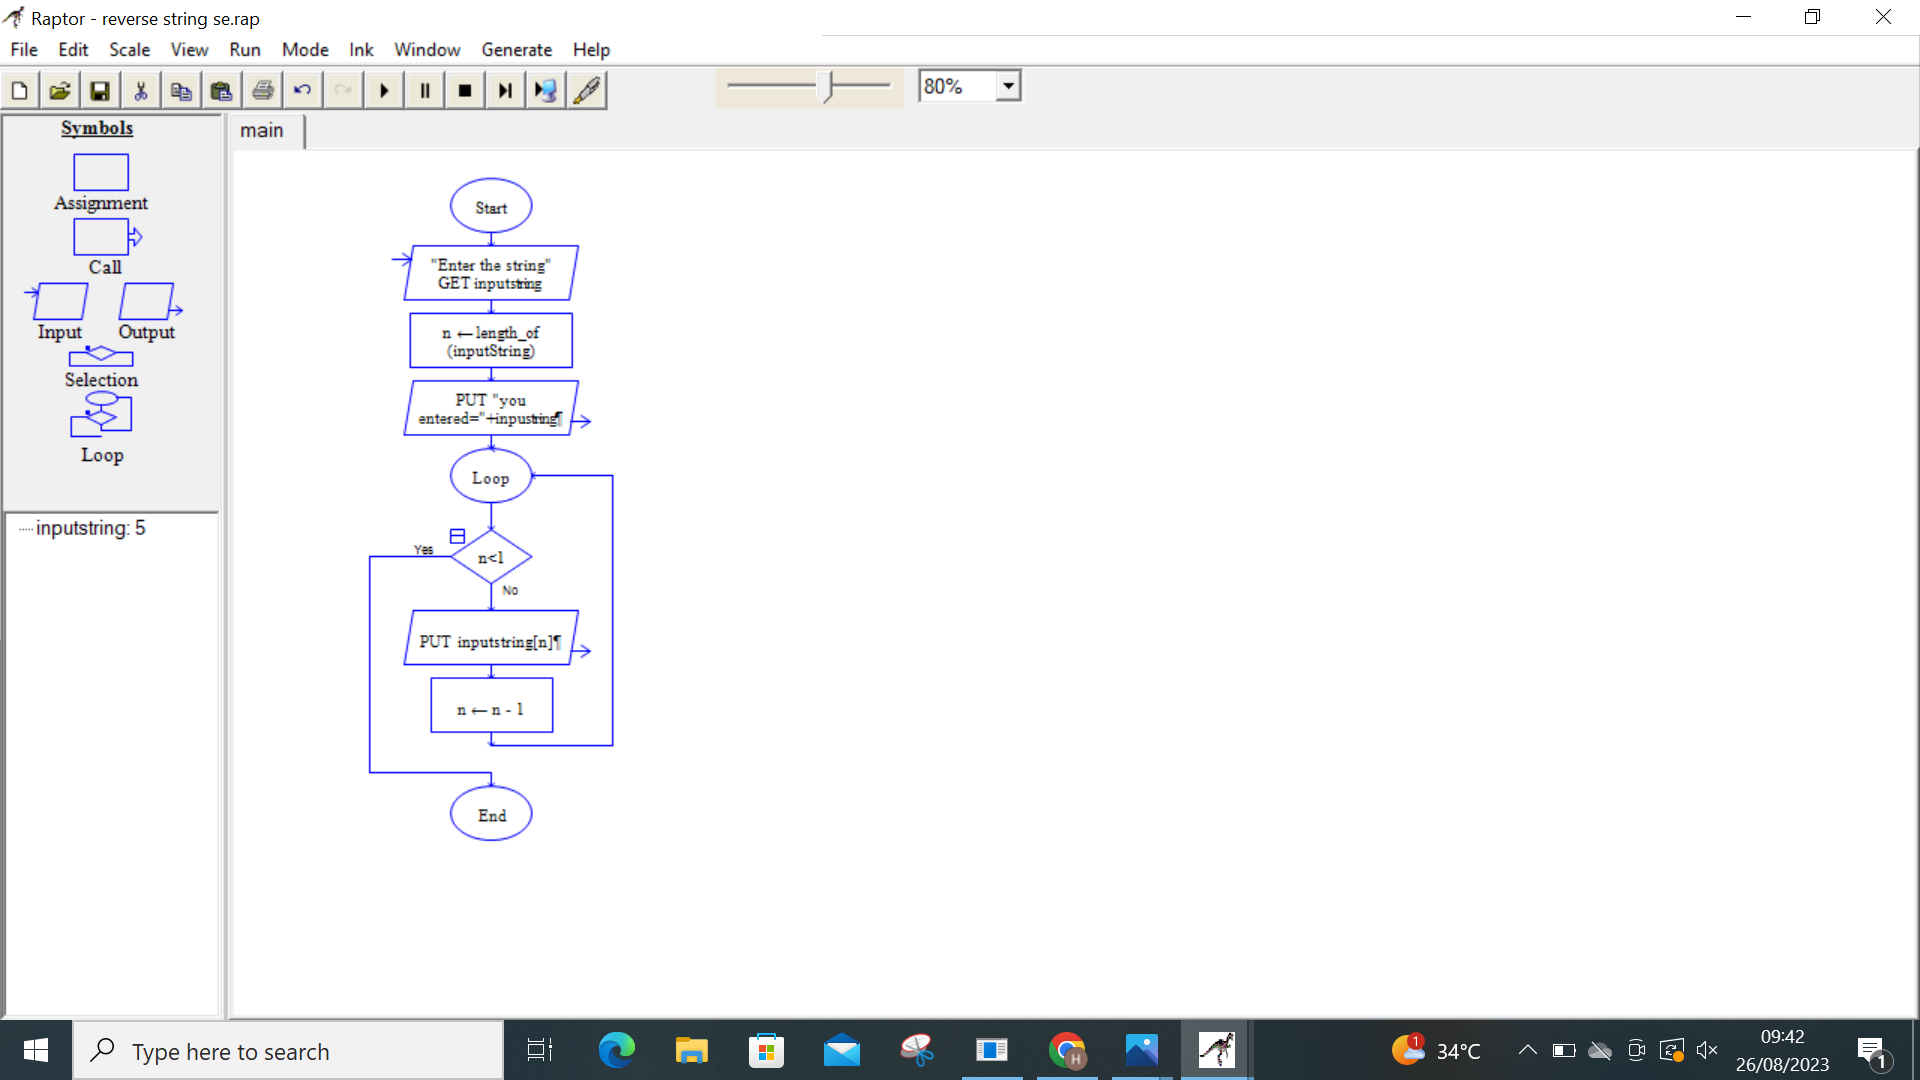 Raptor - reverse string se.rap
File Edit Scale View Run Mode Ink Window Generate Help
80%
Symbols
Assignment
Call
Input Output
Selection
Loop
inputstring: 5
main
Start
"Enter the string"
GET inputstring
n ← length_of
(inputString)
PUT "you
entered="+inpustring¶
Loop
Yes
n<1
No
PUT inputstring[n]¶
n ← n - 1
End
Type here to search
H
1
34°C
09:42
26/08/2023
1